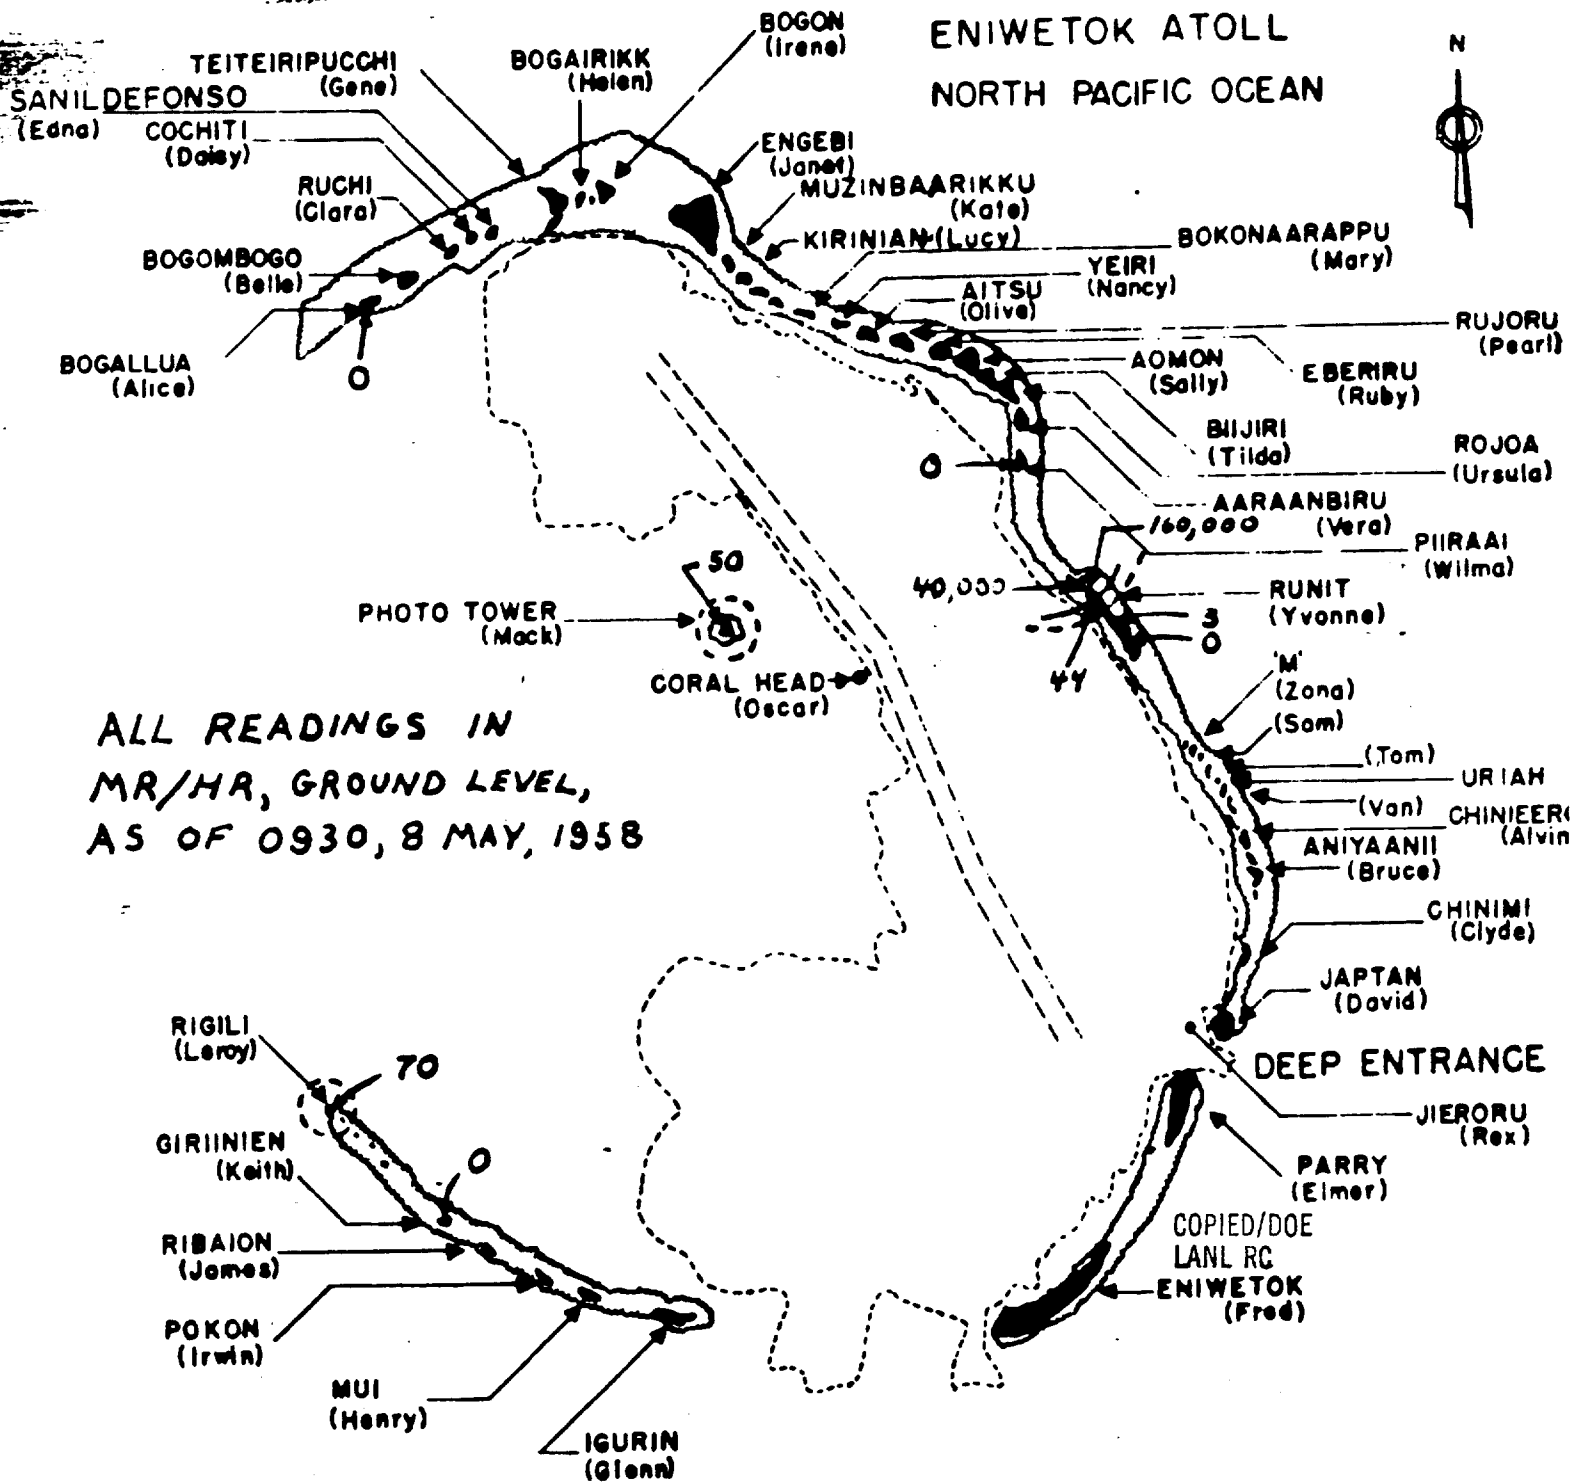 ENIWETOK ATOLL
NORTH PACIFIC OCEAN
N
BOGON
(Irene)
TEITEIRIPUCCHI
(Gene)
BOGAIRIKK
(Helen)
SANILDEFONSO
(Edna)
COCHITI
(Daisy)
ENGEBI
(Janet)
RUCHI
(Clara)
MUZINBAARIKKU
(Kate)
KIRINIAN (Lucy)
BOKONAARAPPU
(Mary)
BOGOMBOGO
(Belle)
YEIRI
(Nancy)
AITSU
(Olive)
RUJORU
(Pearl)
BOGALLUA
(Alice)
0
AOMON
(Sally)
EBERIRU
(Ruby)
BIIJIRI
(Tilda)
ROJOA
(Ursula)
0
AARAANBIRU
(Vera)
160,000
PIIRAAI
(Wilma)
50
40,000
RUNIT
(Yvonne)
PHOTO TOWER
(Mack)
3
0
44
'M'
(Zona)
CORAL HEAD
(Oscar)
(Sam)
ALL READINGS IN
MR/HR, GROUND LEVEL,
AS OF 0930, 8 MAY, 1958
(Tom)
URIAH
(Van)
CHINIEER
(Alvin
ANIYAANII
(Bruce)
CHINIMI
(Clyde)
JAPTAN
(David)
RIGILI
(Leroy)
70
DEEP ENTRANCE
JIERORU
(Rex)
GIRIINIEN
(Keith)
0
PARRY
(Elmer)
COPIED/DOE
LANL RC
RIBAION
(James)
ENIWETOK
(Fred)
POKON
(Irwin)
MUI
(Henry)
IGURIN
(Glenn)